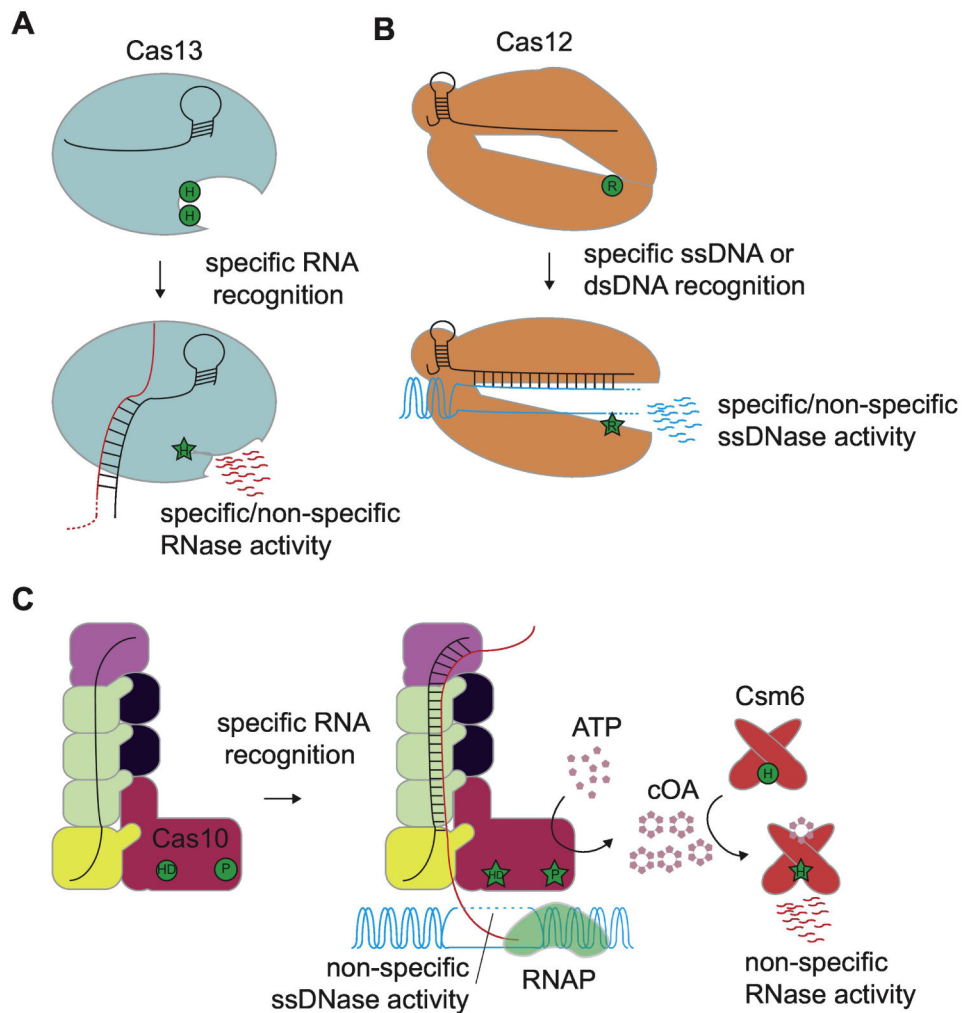 A
Cas13
H
H
specific RNA
recognition
H
specific/non-specific
RNase activity
B
Cas12
R
specific ssDNA or
dsDNA recognition
R
specific/non-specific
ssDNase activity
C
Cas10
HD
P
specific RNA
recognition
HD
P
non-specific
ssDNase activity
RNAP
ATP
cOA
Csm6
H
H
non-specific
RNase activity